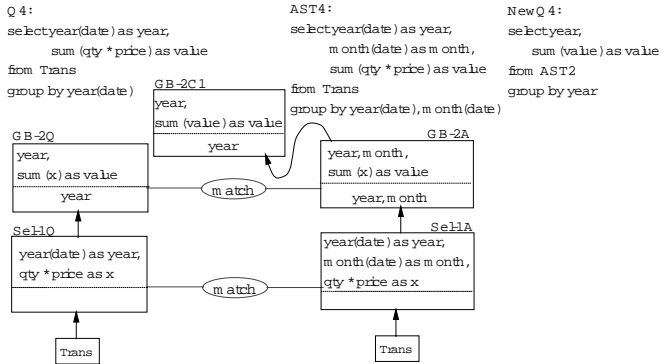 Q4:
select year(date) as year,
sum (qty * price) as value
from Trans
group by year(date)
AST4:
select year(date) as year,
month(date) as month,
sum (qty * price) as value
from Trans
group by year(date), month(date)
NewQ4:
select year,
sum (value) as value
from AST2
group by year
GB-2C1
year,
sum (value) as value
year
GB-2Q
year,
sum (x) as value
year
match
GB-2A
year, month,
sum (x) as value
year, month
Sel-1Q
year(date) as year,
qty * price as x
match
Sel-1A
year(date) as year,
month(date) as month,
qty * price as x
Trans
Trans